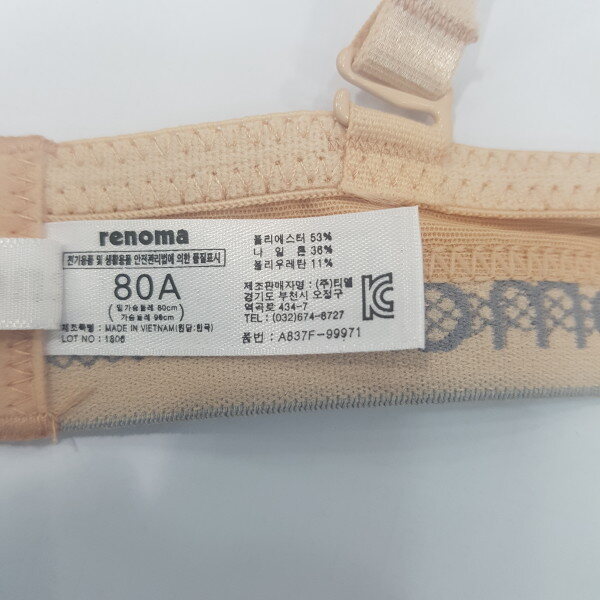 renoma
전기용품 및 생활용품 안전관리법에 의한 품질표시
80A
(밑가슴둘레 80cm)
(가슴둘레 98cm)
제조특별 : MADE IN VIETNAM(원단:한국)
LOT NO : 1806
폴리에스터 53%
나 일 론 36%
폴리우레탄 11%
제조판매자명 : (주)티엘
경기도 부천시 오정구
역곡로 434-7
TEL : (032)674-8727
품번 : A837F-99971